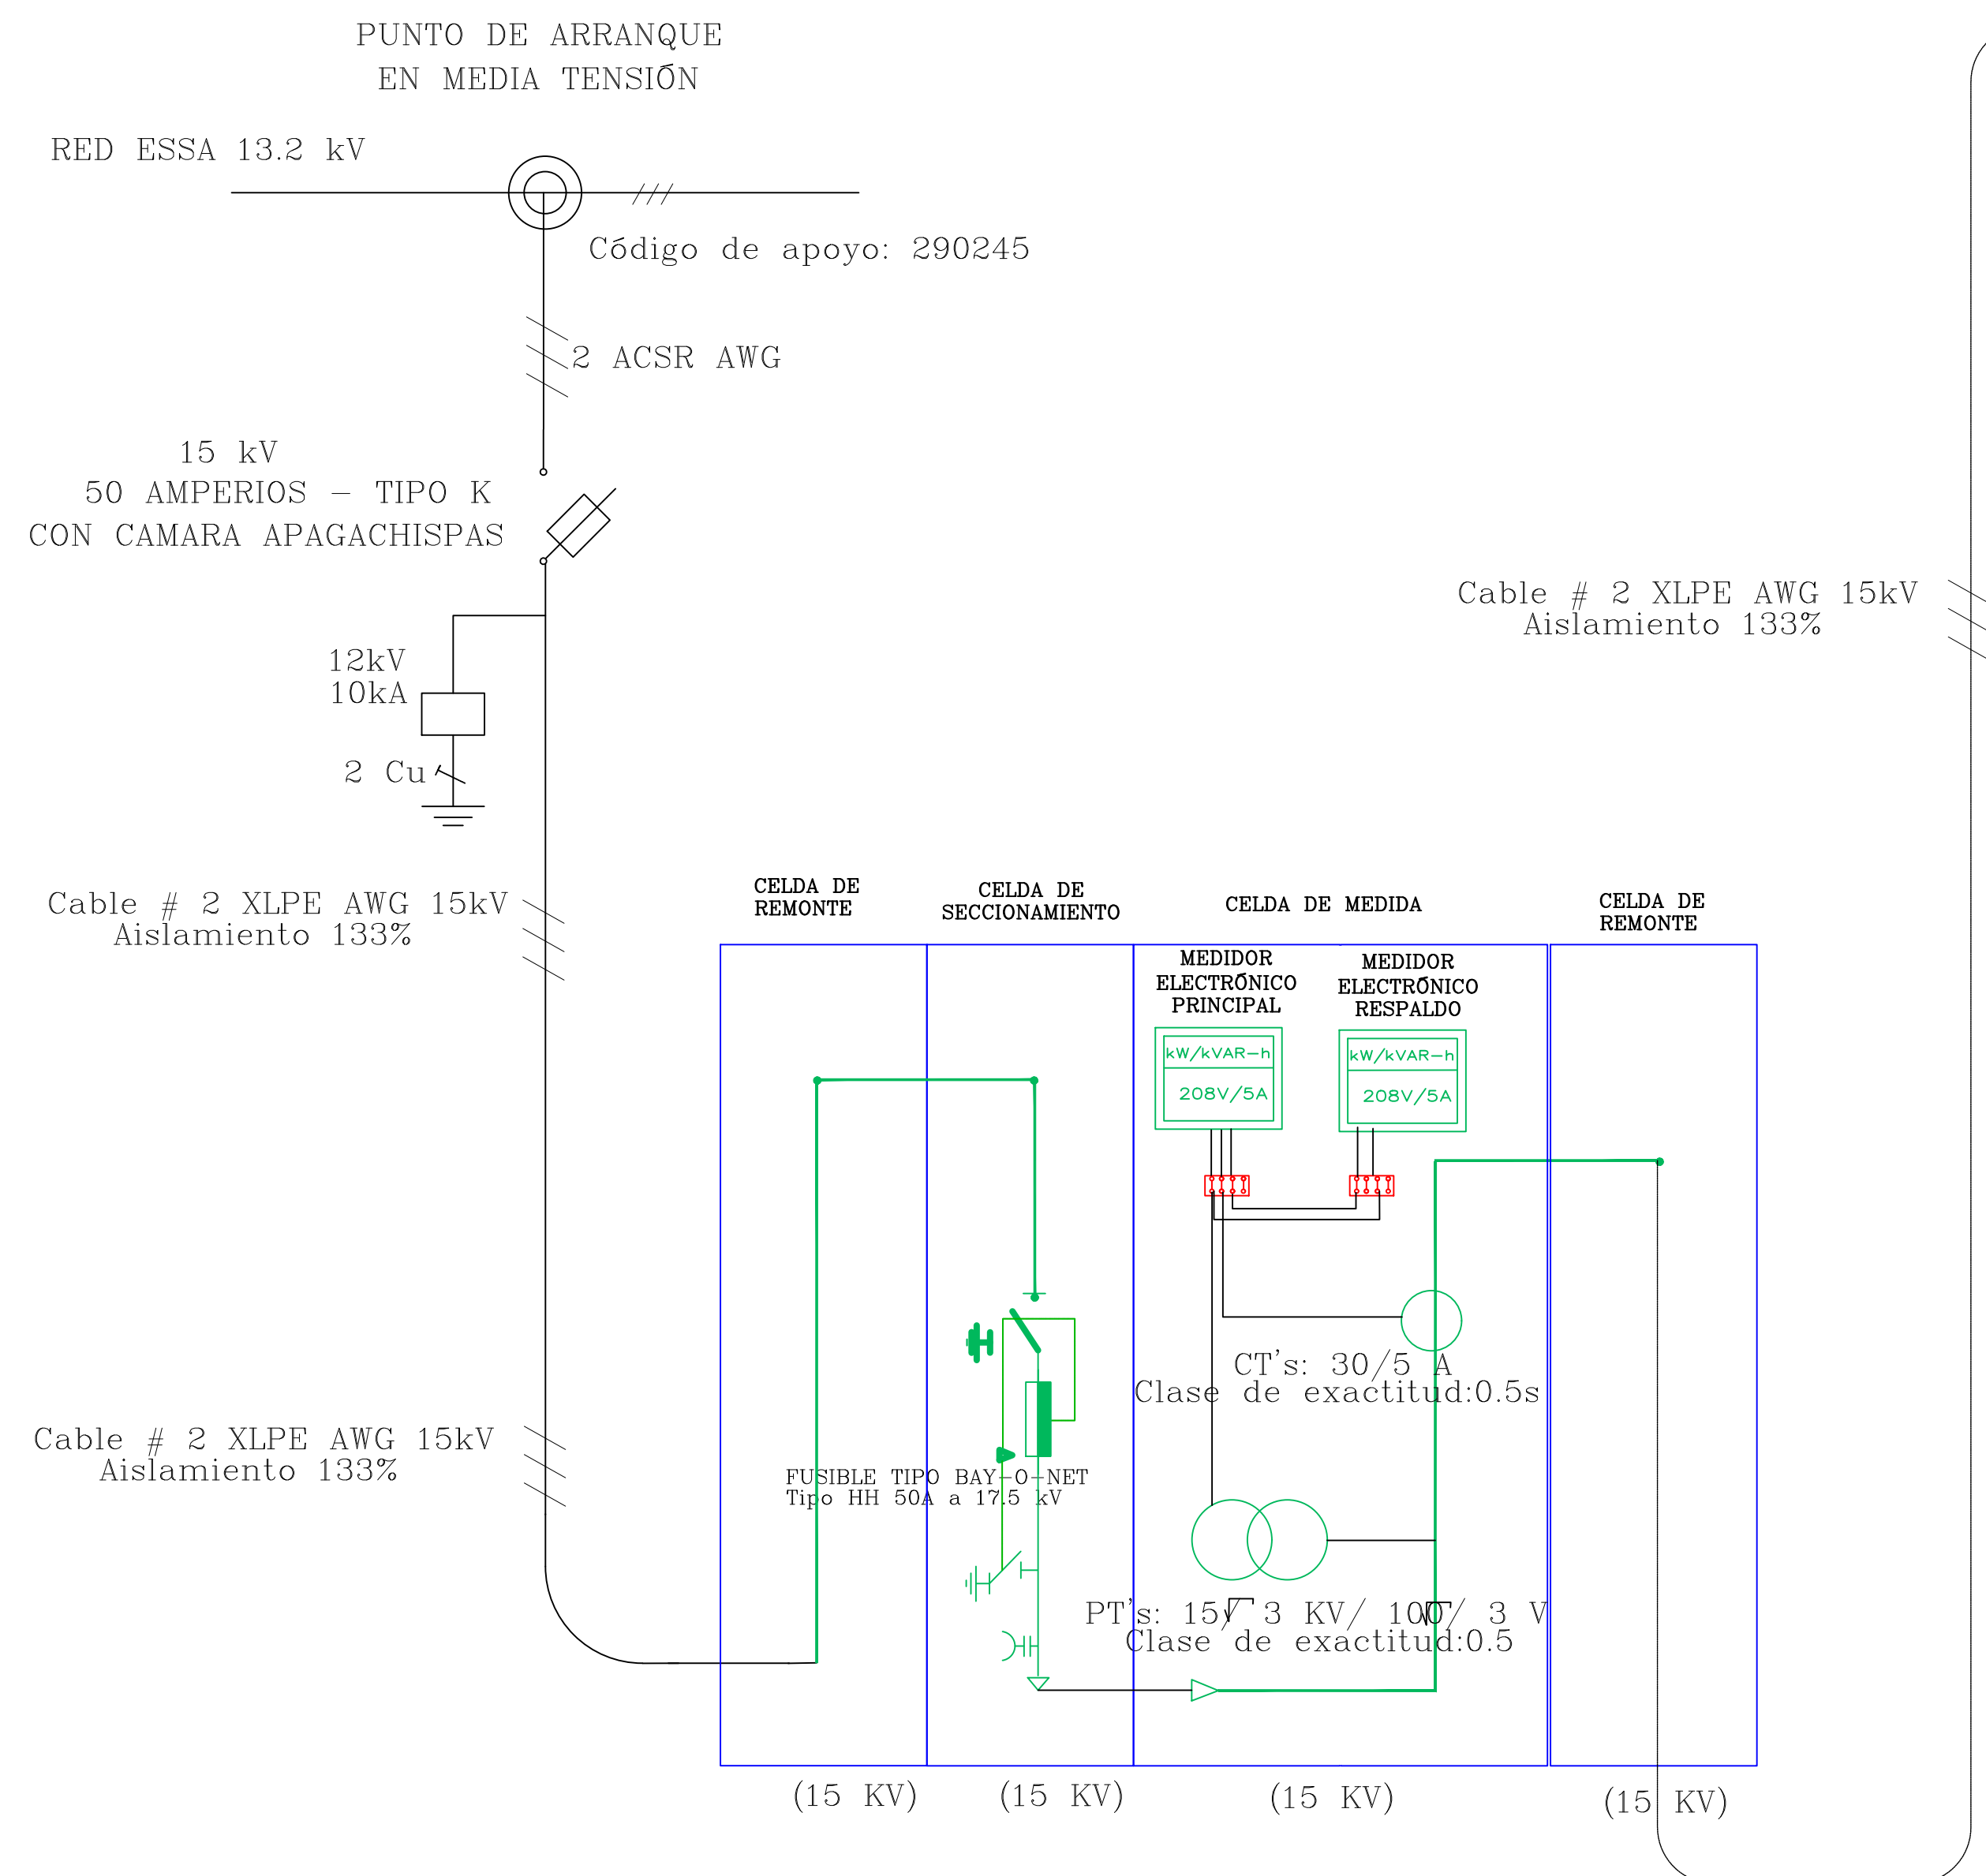 PUNTO DE ARRANQUE
EN MEDIA TENSIÓN
RED ESSA 13.2 kV
Código de apoyo: 290245
2 ACSR AWG
15 kV
50 AMPERIOS - TIPO K
CON CAMARA APAGACHISPAS
Cable # 2 XLPE AWG 15kV
Aislamiento 133%
12kV
10kA
2 Cu
Cable # 2 XLPE AWG 15kV
Aislamiento 133%
CELDA DE
REMONTE
CELDA DE
SECCIONAMIENTO
CELDA DE MEDIDA
CELDA DE
REMONTE
MEDIDOR
ELECTRÓNICO
PRINCIPAL
MEDIDOR
ELECTRÓNICO
RESPALDO
kW/kVAR-h
208V/5A
kW/kVAR-h
208V/5A
CT's: 30/5 A
Clase de exactitud:0.5s
Cable # 2 XLPE AWG 15kV
Aislamiento 133%
FUSIBLE TIPO BAY-O-NET
Tipo HH 50A a 17.5 kV
PT's: 15/√3 KV/ 100/√3 V
Clase de exactitud:0.5
(15 KV)
(15 KV)
(15 KV)
(15 KV)